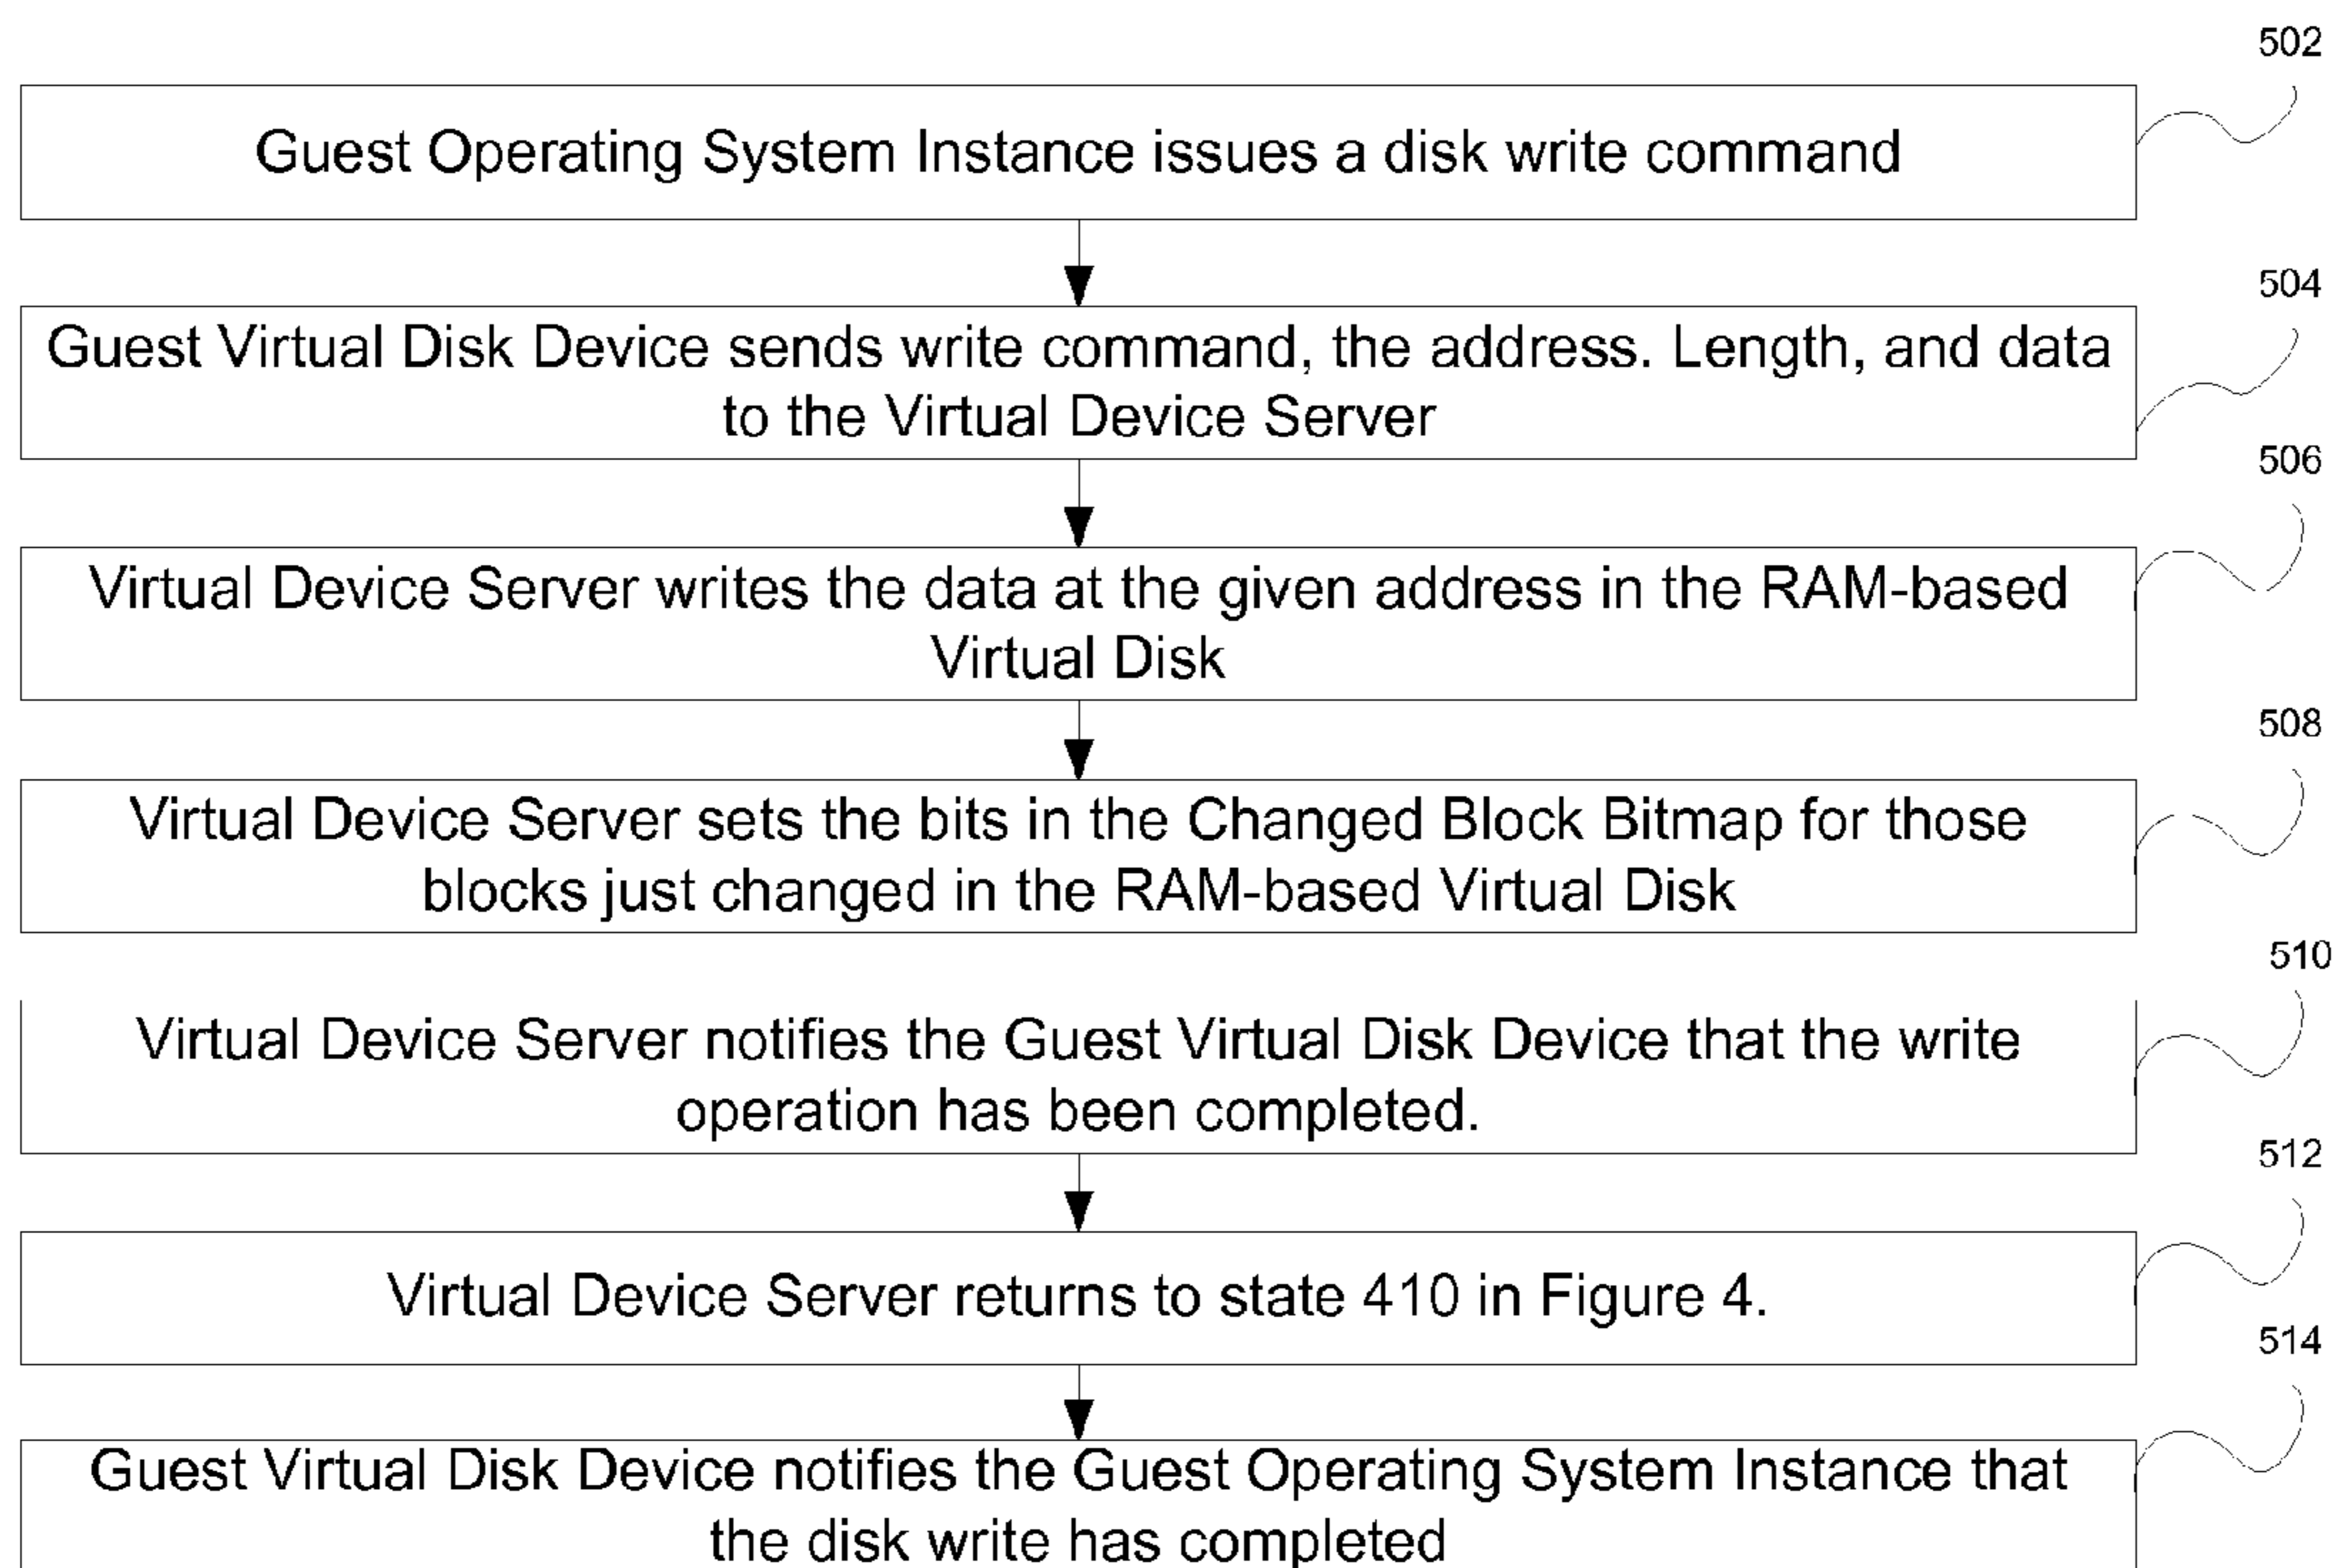 502
Guest Operating System Instance issues a disk write command
504
Guest Virtual Disk Device sends write command, the address. Length, and data
to the Virtual Device Server
506
Virtual Device Server writes the data at the given address in the RAM-based
Virtual Disk
508
Virtual Device Server sets the bits in the Changed Block Bitmap for those
blocks just changed in the RAM-based Virtual Disk
510
Virtual Device Server notifies the Guest Virtual Disk Device that the write
operation has been completed.
512
Virtual Device Server returns to state 410 in Figure 4.
514
Guest Virtual Disk Device notifies the Guest Operating System Instance that
the disk write has completed